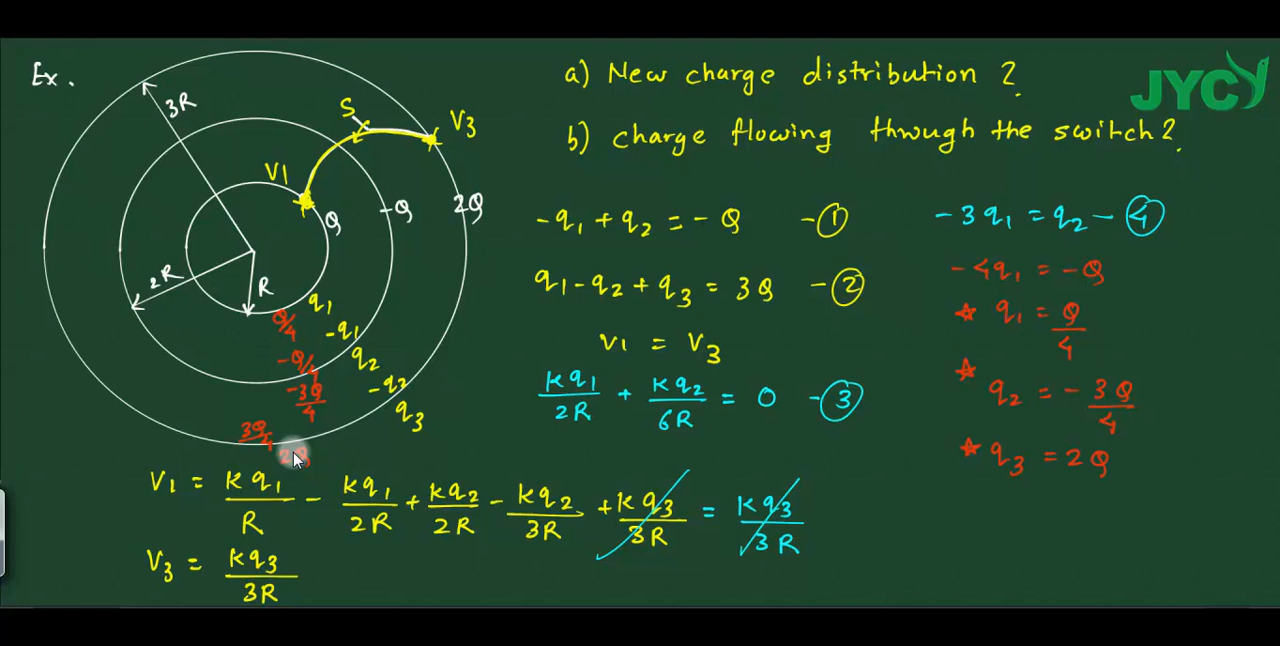 Ex.
3R
S
V3
V1
Q
-Q
2Q
2R
R
q1
-q1
q2
-q2
q3
Q/4
-Q/4
-3Q/4
3Q/4
2Q
a) New charge distribution ?
b) charge flowing through the switch ?
JYCY
-q1 + q2 = - Q - ①
q1 - q2 + q3 = 3Q - ②
V1 = V3
kq1/2R + kq2/6R = 0 - ③
-3q1 = q2 - ④
-4q1 = -Q
☆ q1 = Q/4
☆ q2 = - 3Q/4
☆ q3 = 2Q
V1 = kq1/R - kq1/2R + kq2/2R - kq2/3R + kq3/3R = kq3/3R
V3 = kq3/3R